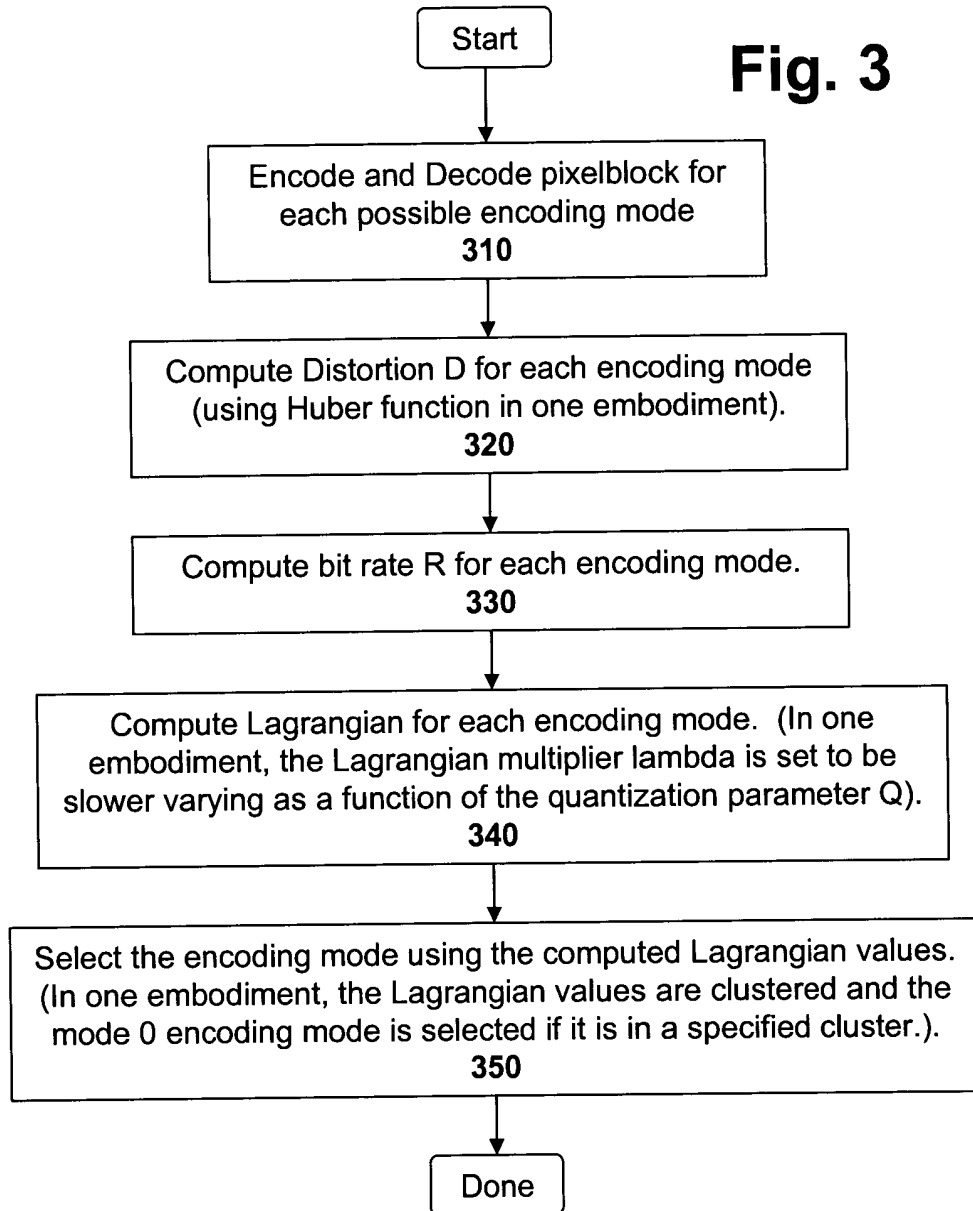 Start
Fig. 3
Encode and Decode pixelblock for
each possible encoding mode
310
Compute Distortion D for each encoding mode
(using Huber function in one embodiment).
320
Compute bit rate R for each encoding mode.
330
Compute Lagrangian for each encoding mode.  (In one
embodiment, the Lagrangian multiplier lambda is set to be
slower varying as a function of the quantization parameter Q).
340
Select the encoding mode using the computed Lagrangian values.
(In one embodiment, the Lagrangian values are clustered and the
mode 0 encoding mode is selected if it is in a specified cluster.).
350
Done